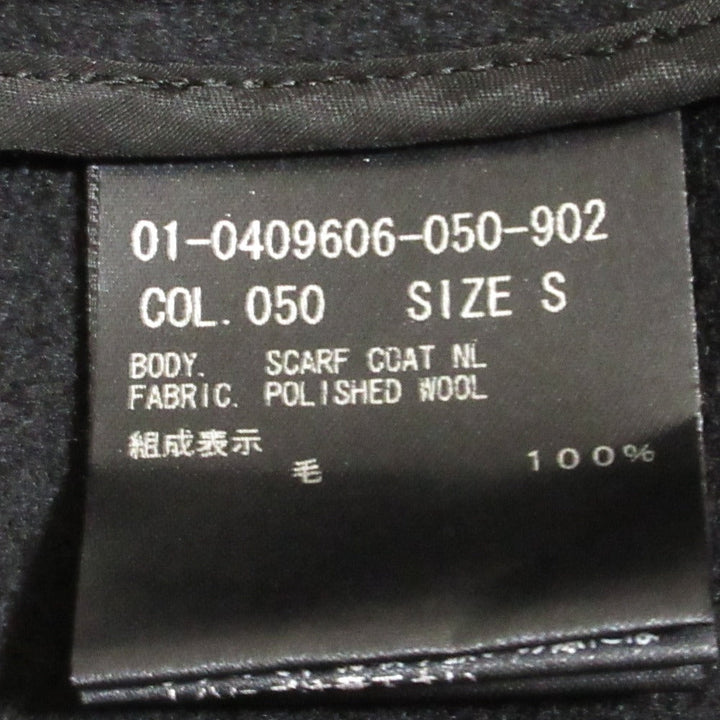 01-0409606-050-902
COL. 050 SIZE S
BODY. SCARF COAT NL
FABRIC. POLISHED WOOL
組成表示
毛 100%